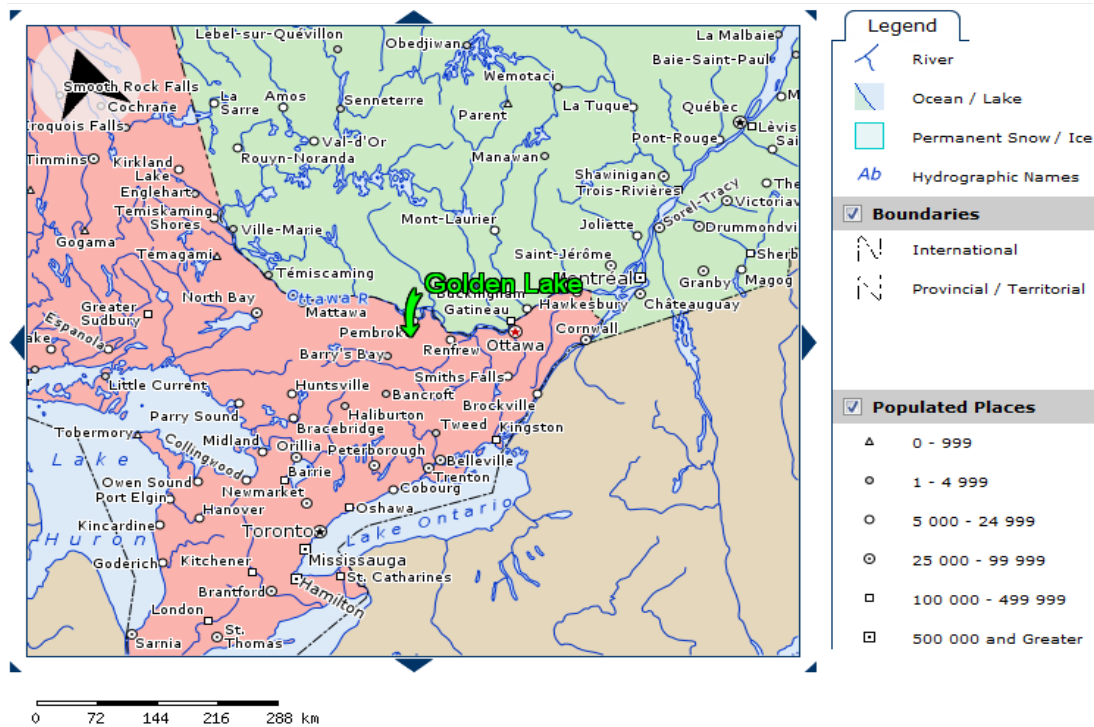 Lebel-sur-Quévillon
Obedjiwan
La Malbaie
Baie-Saint-Paul
Smooth Rock Falls
Cochrane
La
Sarre
Amos
Senneterre
Wemotaci
Parent
La Tuque
Québec
M
Lévis
Iroquois Falls
Timmins
Kirkland
Lake
Val-d'Or
Rouyn-Noranda
Manawan
Pont-Rouge
Sai
Englehart
Shawinigan
Trois-Rivières
The
Temiskaming
Shores
Mont-Laurier
Sorel-Tracy
Victoriav
Gogama
Ville-Marie
Joliette
Drummondvi
Témagami
Témiscaming
Saint-Jérôme
Sherb
Golden Lake
Montréal
Granby
Magog
North Bay
Ottawa R
Mattawa
Buckingham
Gatineau
Hawkesbury
Châteauguay
Greater
Sudbury
Espanola
Pembrok
Cornwall
ake
Barry's Bay
Renfrew
Ottawa
r
Little Current
Huntsville
Smiths Falls
Bancroft
Parry Sound
Haliburton
Brockville
Tobermory
Midland
Bracebridge
Tweed
Kingston
Collingwood
Orillia
Peterborough
Lake
Belleville
Owen Sound
Barrie
Trenton
Port Elgin
Newmarket
Cobourg
Hanover
Oshawa
Kincardine
Toronto
Lake Ontario
Huron
Goderich
Kitchener
Mississauga
St. Catharines
Brantford
Hamilton
London
Sarnia
St.
Thomas
0 72 144 216 288 km
Legend
River
Ocean / Lake
Permanent Snow / Ice
Ab
Hydrographic Names
Boundaries
International
Provincial / Territorial
Populated Places
0 - 999
1 - 4 999
5 000 - 24 999
25 000 - 99 999
100 000 - 499 999
500 000 and Greater